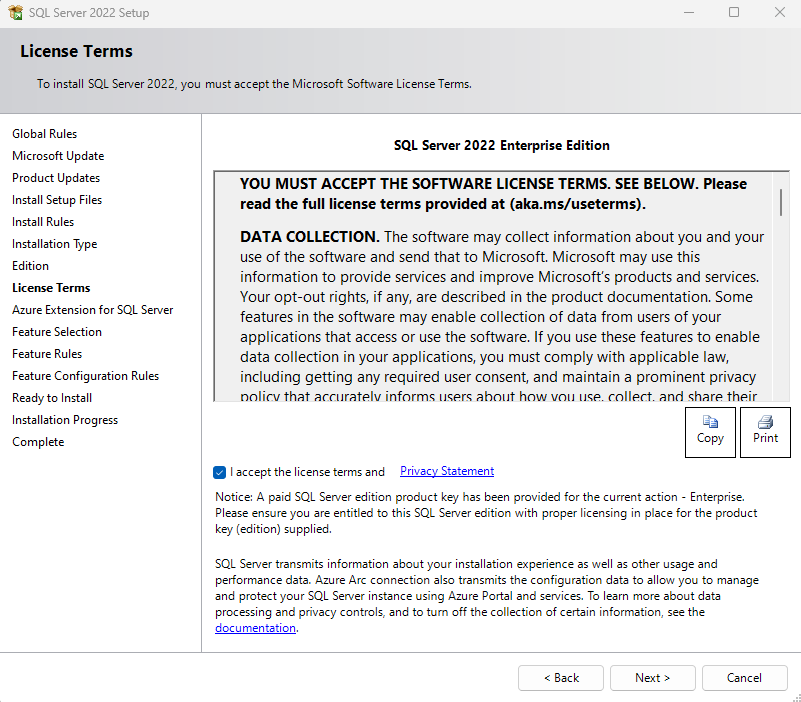 SQL Server 2022 Setup
License Terms
To install SQL Server 2022, you must accept the Microsoft Software License Terms.
Global Rules
Microsoft Update
Product Updates
Install Setup Files
Install Rules
Installation Type
Edition
License Terms
Azure Extension for SQL Server
Feature Selection
Feature Rules
Feature Configuration Rules
Ready to Install
Installation Progress
Complete
SQL Server 2022 Enterprise Edition
YOU MUST ACCEPT THE SOFTWARE LICENSE TERMS. SEE BELOW. Please
read the full license terms provided at (aka.ms/useterms).
DATA COLLECTION. The software may collect information about you and your
use of the software and send that to Microsoft. Microsoft may use this
information to provide services and improve Microsoft's products and services.
Your opt-out rights, if any, are described in the product documentation. Some
features in the software may enable collection of data from users of your
applications that access or use the software. If you use these features to enable
data collection in your applications, you must comply with applicable law,
including getting any required user consent, and maintain a prominent privacy
policy that accurately informs users about how you use, collect, and share their
Copy
Print
I accept the license terms and Privacy Statement
Notice: A paid SQL Server edition product key has been provided for the current action - Enterprise.
Please ensure you are entitled to this SQL Server edition with proper licensing in place for the product
key (edition) supplied.
SQL Server transmits information about your installation experience as well as other usage and
performance data. Azure Arc connection also transmits the configuration data to allow you to manage
and protect your SQL Server instance using Azure Portal and services. To learn more about data
processing and privacy controls, and to turn off the collection of certain information, see the
documentation.
< Back
Next >
Cancel